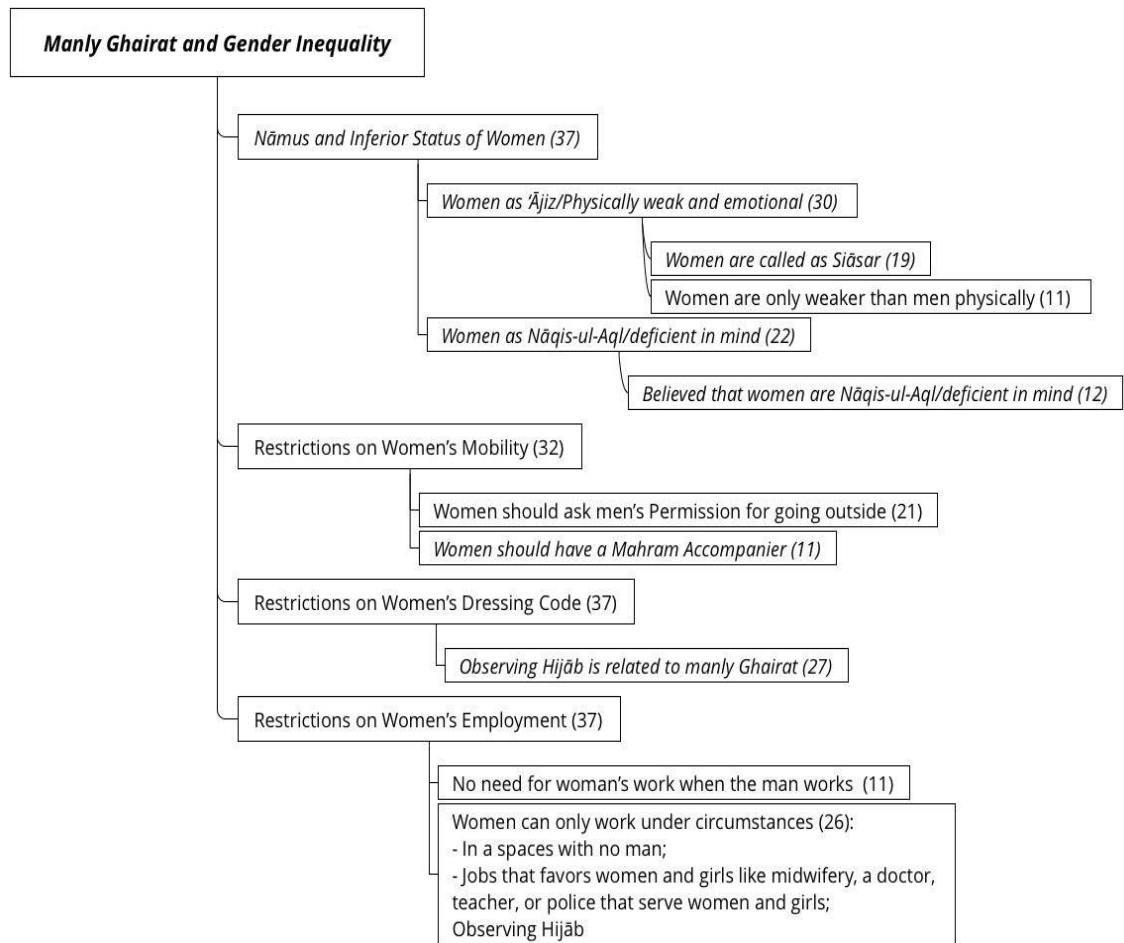 Manly Ghairat and Gender Inequality
Nāmus and Inferior Status of Women (37)
Women as ‘Ājiz/Physically weak and emotional (30)
Women are called as Siāsar (19)
Women are only weaker than men physically (11)
Women as Nāqis-ul-Aql/deficient in mind (22)
Believed that women are Nāqis-ul-Aql/deficient in mind (12)
Restrictions on Women’s Mobility (32)
Women should ask men’s Permission for going outside (21)
Women should have a Mahram Accompanier (11)
Restrictions on Women’s Dressing Code (37)
Observing Hijāb is related to manly Ghairat (27)
Restrictions on Women’s Employment (37)
No need for woman’s work when the man works (11)
Women can only work under circumstances (26):
- In a spaces with no man;
- Jobs that favors women and girls like midwifery, a doctor,
teacher, or police that serve women and girls;
Observing Hijāb